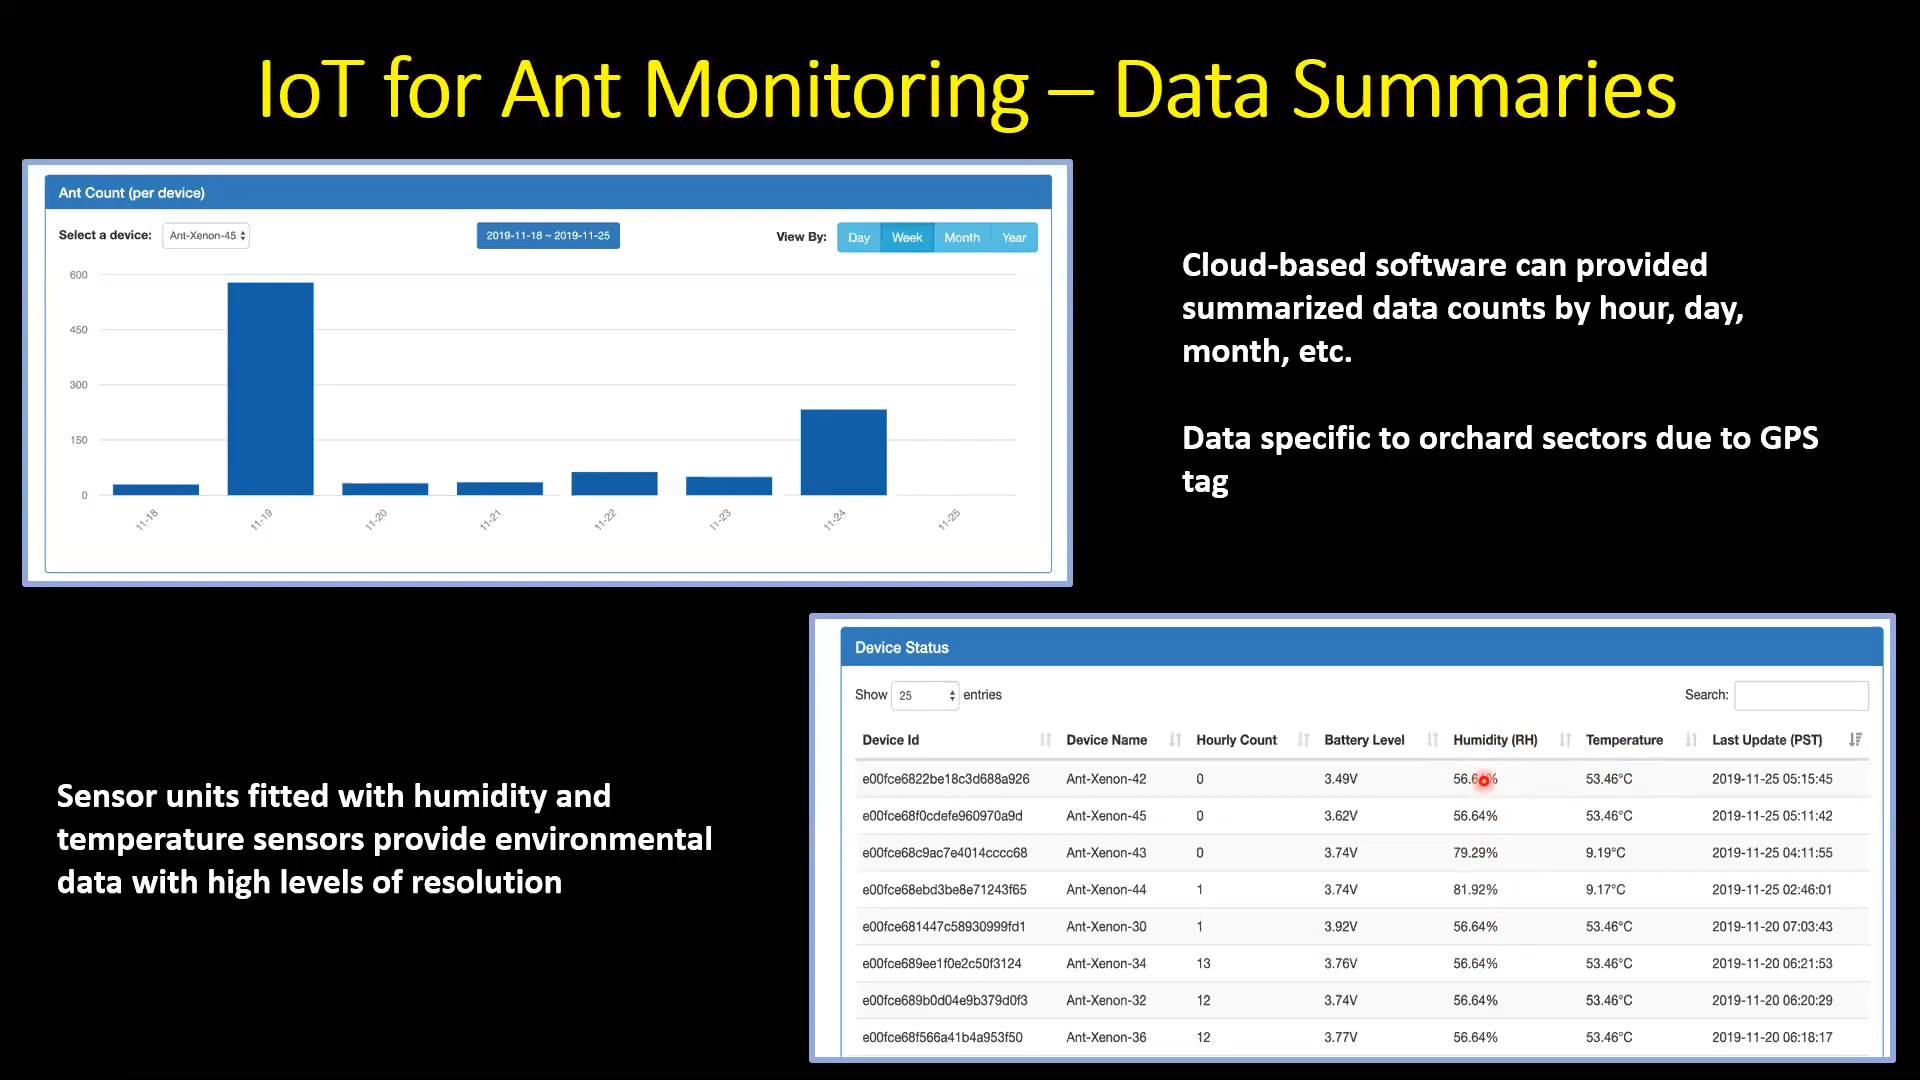 IoT for Ant Monitoring – Data Summaries
Ant Count (per device)
Select a device: Ant-Xenon-45 2019-11-18 ~ 2019-11-25 View By: Day Week Month Year
600
450
300
150
0
11-18 11-19 11-20 11-21 11-22 11-23 11-24 11-25
Cloud-based software can provided
summarized data counts by hour, day,
month, etc.
Data specific to orchard sectors due to GPS
tag
Sensor units fitted with humidity and
temperature sensors provide environmental
data with high levels of resolution
Device Status
Show 25 entries Search:
Device Id Device Name Hourly Count Battery Level Humidity (RH) Temperature Last Update (PST)
e00fce6822be18c3d688a926 Ant-Xenon-42 0 3.49V 53.46°C 2019-11-25 05:15:45
e00fce68f0cdefe960970a9d Ant-Xenon-45 0 3.62V 56.64% 53.46°C 2019-11-25 05:11:42
e00fce68c9ac7e4014cccc68 Ant-Xenon-43 0 3.74V 79.29% 9.19°C 2019-11-25 04:11:55
e00fce68ebd3be8e71243f65 Ant-Xenon-44 1 3.74V 81.92% 9.17°C 2019-11-25 02:46:01
e00fce681447c58930999fd1 Ant-Xenon-30 1 3.92V 56.64% 53.46°C 2019-11-20 07:03:43
e00fce689ee1f0e2c50f3124 Ant-Xenon-34 13 3.76V 56.64% 53.46°C 2019-11-20 06:21:53
e00fce689b0d04e9b379d0f3 Ant-Xenon-32 12 3.74V 56.64% 53.46°C 2019-11-20 06:20:29
e00fce68f566a41b4a953f50 Ant-Xenon-36 12 3.77V 56.64% 53.46°C 2019-11-20 06:18:17